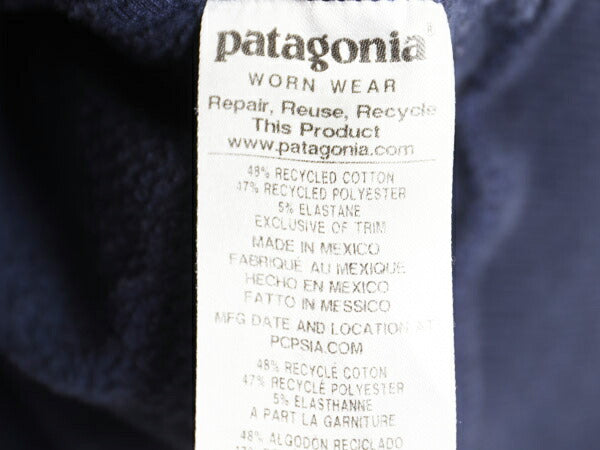 patagonia®
WORN WEAR
Repair, Reuse, Recycle
This Product
www.patagonia.com
48% RECYCLED COTTON
47% RECYCLED POLYESTER
5% ELASTANE
EXCLUSIVE OF TRIM
MADE IN MEXICO
FABRIQUÉ AU MEXIQUE
HECHO EN MÉXICO
FATTO IN MESSICO
MFG DATE AND LOCATION AT
PCPSIA.COM
48% RECYCLÉ COTON
47% RECYCLÉ POLYESTER
5% ELASTHANNE
A PART LA GARNITURE
48% ALGODON RECICLADO